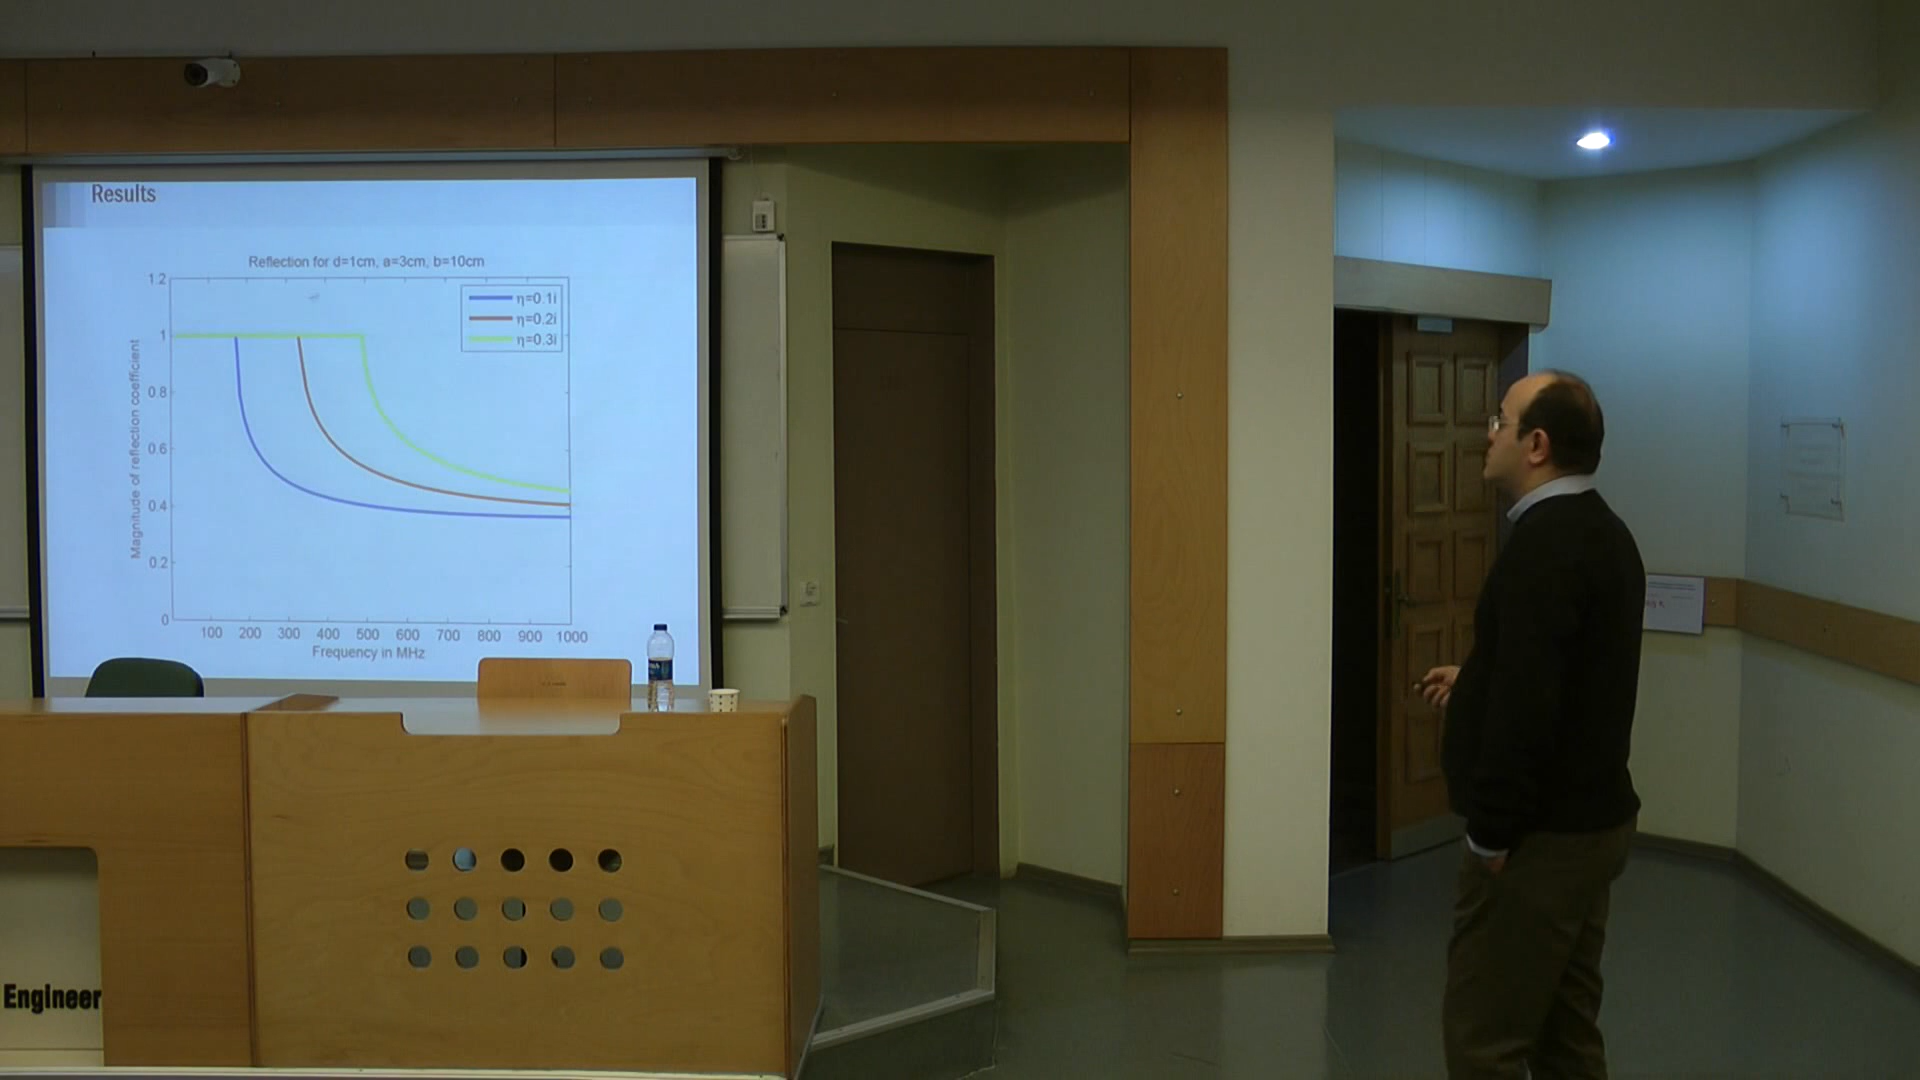 Results
Reflection for d=1cm, a=3cm, b=10cm
1.2
1
0.8
0.6
0.4
0.2
0
Magnitude of reflection coefficient
η=0.1i
η=0.2i
η=0.3i
100 200 300 400 500 600 700 800 900 1000
Frequency in MHz
Engineer